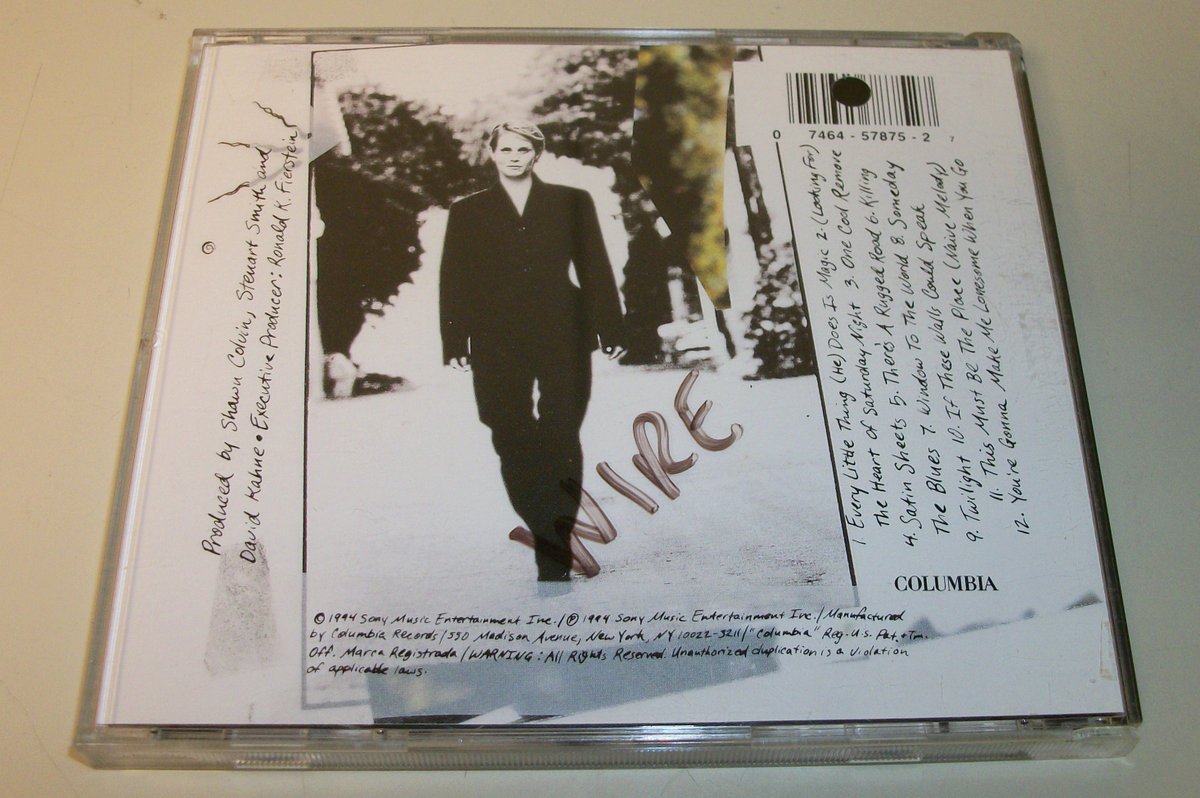 Produced by Shawn Colvin, Steuart Smith and
David Kahne • Executive Producer: Ronald K. Fierstein
0 7464-57875-2 7
1. Every Little Thing (He) Does Is Magic 2. (Looking For)
The Heart of Saturday Night 3. One Cool Remove
4. Satin Sheets 5. There's A Rugged Road 6. Killing
The Blues 7. Window To The World 8. Someday
9. Twilight 10. If These Walls Could Speak
11. This Must Be The Place (Naive Melody)
12. You're Gonna Make Me Lonesome When You Go
WIRE
COLUMBIA
© 1994 Sony Music Entertainment Inc./℗ 1994 Sony Music Entertainment Inc./Manufactured
by Columbia Records/550 Madison Avenue, New York, NY 10022-3211/"Columbia" Reg. U.S. Pat. + Tm.
Off. Marca Registrada/WARNING: All Rights Reserved. Unauthorized duplication is a violation
of applicable laws.